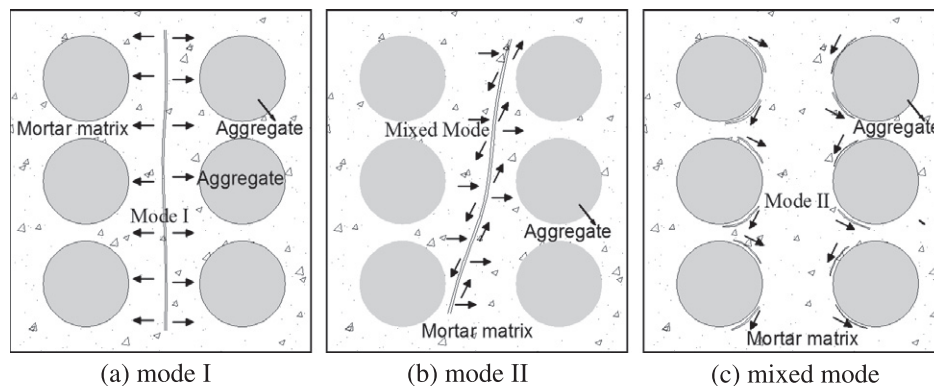 Mortar matrix
Aggregate
Aggregate
Mode I
(a) mode I
Mixed Mode
Aggregate
Mortar matrix
(b) mode II
Aggregate
Mode II
Mortar matrix
(c) mixed mode